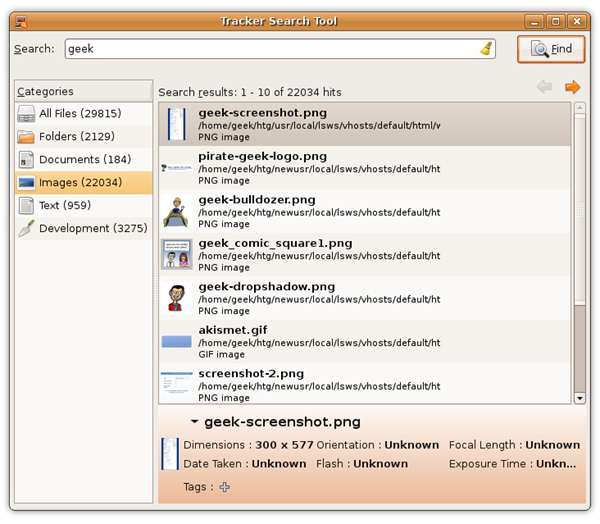 Tracker Search Tool
Search: geek
Find
Categories
All Files (29815)
Folders (2129)
Documents (184)
Images (22034)
Text (959)
Development (3275)
Search results: 1 - 10 of 22034 hits
geek-screenshot.png
/home/geek/htg/usr/local/lsws/vhosts/default/html/v
PNG image
pirate-geek-logo.png
/home/geek/htg/newusr/local/lsws/vhosts/default/ht
PNG image
geek-bulldozer.png
/home/geek/htg/newusr/local/lsws/vhosts/default/ht
PNG image
geek_comic_square1.png
/home/geek/htg/newusr/local/lsws/vhosts/default/ht
PNG image
geek-dropshadow.png
/home/geek/htg/newusr/local/lsws/vhosts/default/ht
PNG image
akismet.gif
/home/geek/htg/newusr/local/lsws/vhosts/default/ht
GIF image
screenshot-2.png
/home/geek/htg/newusr/local/lsws/vhosts/default/ht
PNG image
geek-screenshot.png
Dimensions : 300 x 577 Orientation : Unknown Focal Length : Unknown
Date Taken : Unknown Flash : Unknown Exposure Time : Unkn...
Tags :